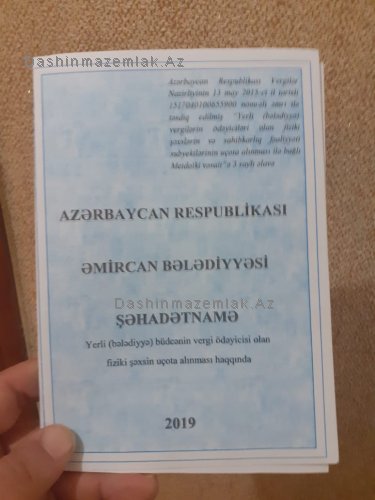 Dashinmazemlak.Az
Azərbaycan Respublikası Vergilər
Nazirliyinin 13 may 2015-ci il tarixli
1517040100655900 nömrəli əmri ilə
təsdiq edilmiş "Yerli (bələdiyyə)
vergilərin ödəyiciləri olan fiziki
şəxslərin və sahibkarlıq fəaliyyəti
subyektlərinin uçota alınması ilə bağlı
Metodiki vəsait"ə 3 saylı əlavə
AZƏRBAYCAN RESPUBLİKASI
ƏMİRCAN BƏLƏDİYYƏSİ
Dashinmazemlak.Az
ŞƏHADƏTNAMƏ
Yerli (bələdiyyə) büdcənin vergi ödəyicisi olan
fiziki şəxsin uçota alınması haqqında
2019